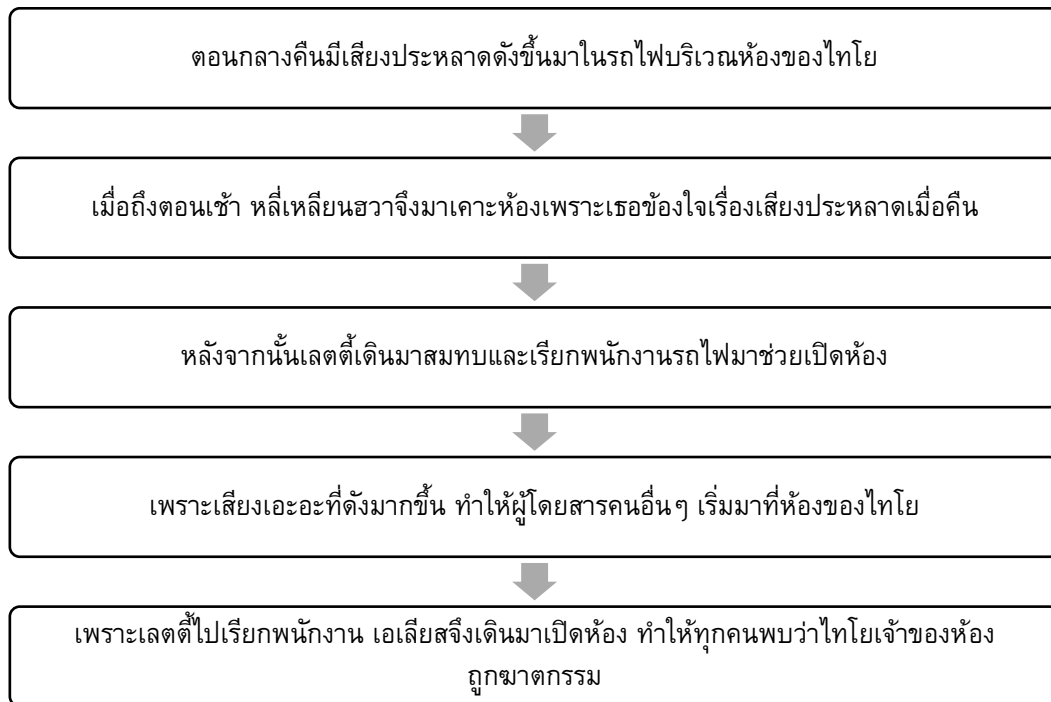 ตอนกลางคืนมีเสียงประหลาดดังขึ้นมาในรถไฟบริเวณห้องของไทโย
เมื่อถึงตอนเช้า หลี่เหลียนฮวาจึงมาเคาะห้องเพราะเธอข้องใจเรื่องเสียงประหลาดเมื่อคืน
หลังจากนั้นเลตตี้เดินมาสมทบและเรียกพนักงานรถไฟมาช่วยเปิดห้อง
เพราะเสียงเอะอะที่ดังมากขึ้น ทำให้ผู้โดยสารคนอื่นๆ เริ่มมาที่ห้องของไทโย
เพราะเลตตี้ไปเรียกพนักงาน เอเลียสจึงเดินมาเปิดห้อง ทำให้ทุกคนพบว่าไทโยเจ้าของห้อง
ถูกฆาตกรรม